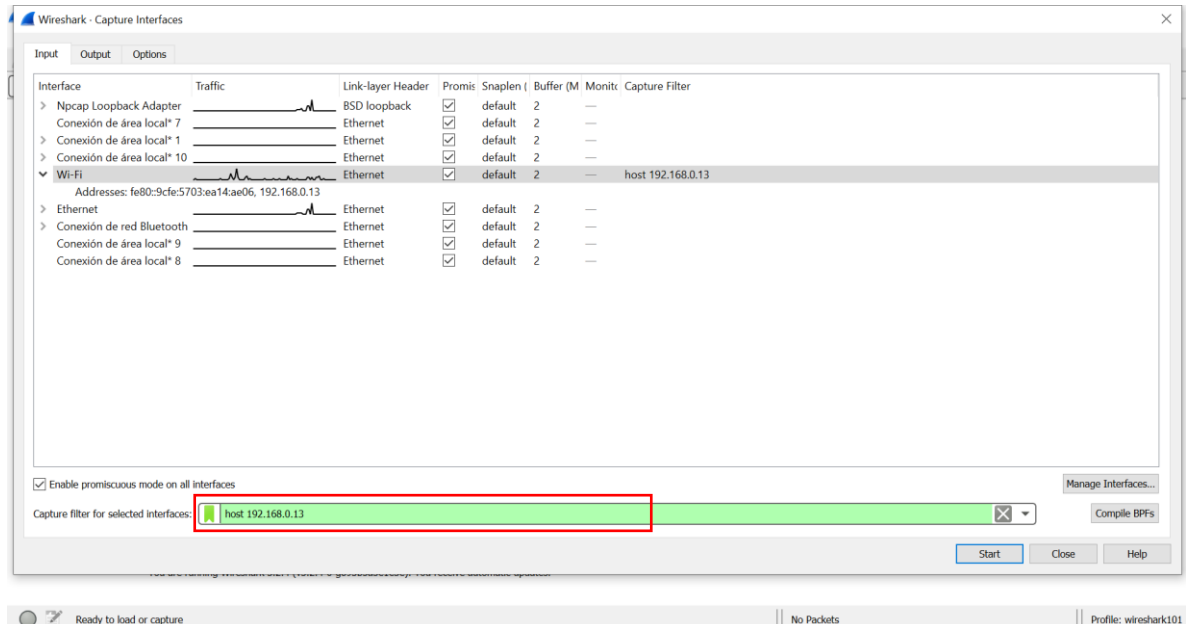 Wireshark · Capture Interfaces
Input Output Options
Interface Traffic Link-layer Header Promis Snaplen ( Buffer (M Monito Capture Filter
Npcap Loopback Adapter BSD loopback default 2 —
Conexión de área local* 7 Ethernet default 2 —
Conexión de área local* 1 Ethernet default 2 —
Conexión de área local* 10 Ethernet default 2 —
Wi-Fi Ethernet default 2 — host 192.168.0.13
Addresses: fe80::9cfe:5703:ea14:ae06, 192.168.0.13
Ethernet Ethernet default 2 —
Conexión de red Bluetooth Ethernet default 2 —
Conexión de área local* 9 Ethernet default 2 —
Conexión de área local* 8 Ethernet default 2 —
Enable promiscuous mode on all interfaces Manage Interfaces...
Capture filter for selected interfaces: host 192.168.0.13 Compile BPFs
Start Close Help
Ready to load or capture No Packets Profile: wireshark101